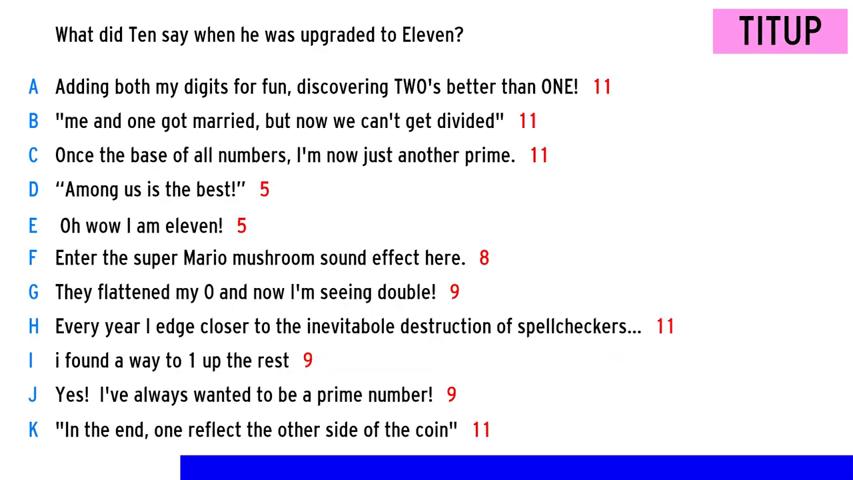 What did Ten say when he was upgraded to Eleven?
TITUP
A Adding both my digits for fun, discovering TWO's better than ONE! 11
B "me and one got married, but now we can't get divided" 11
C Once the base of all numbers, I'm now just another prime. 11
D “Among us is the best!” 5
E Oh wow I am eleven! 5
F Enter the super Mario mushroom sound effect here. 8
G They flattened my 0 and now I'm seeing double! 9
H Every year I edge closer to the inevitabole destruction of spellcheckers... 11
I i found a way to 1 up the rest 9
J Yes! I've always wanted to be a prime number! 9
K "In the end, one reflect the other side of the coin" 11